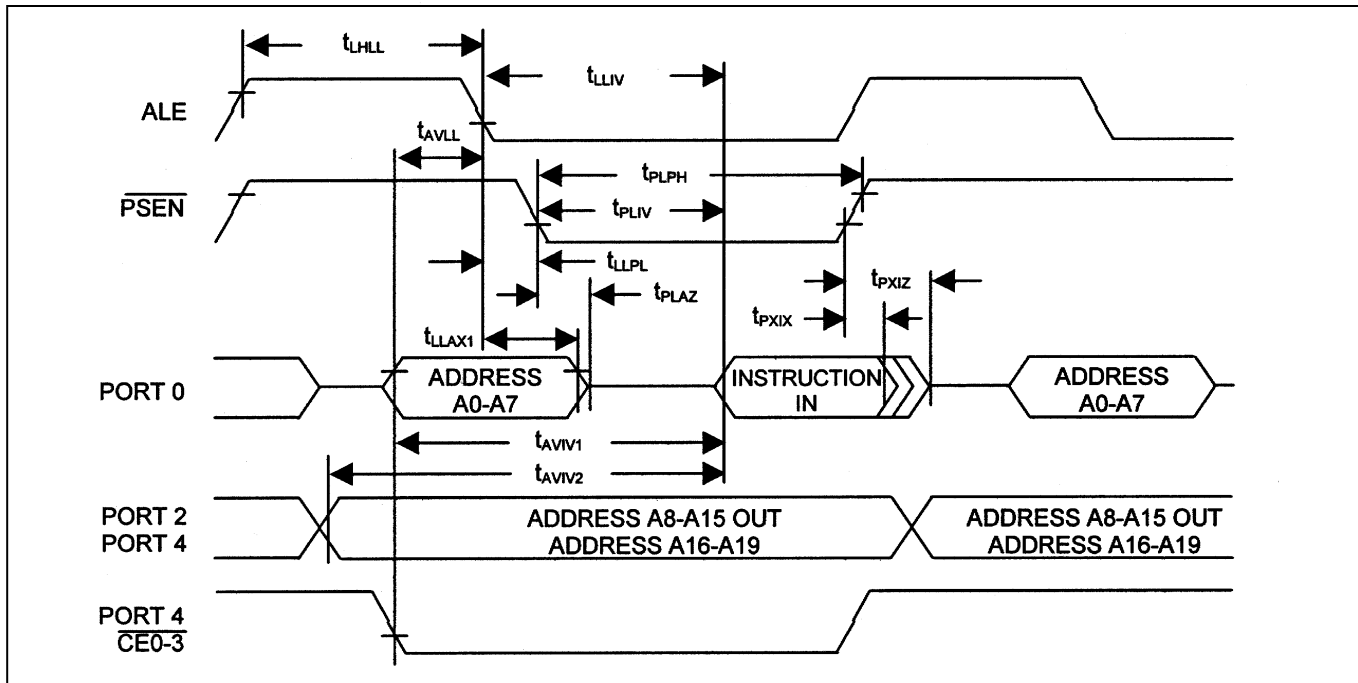 tLHLL
tLLIV
ALE
tAVLL
tPLPH
PSEN
tPLIV
tLLPL
tPLAZ
tPXIZ
tPXIX
tLLAX1
PORT 0
ADDRESS
A0-A7
INSTRUCTION
IN
ADDRESS
A0-A7
tAVIV1
tAVIV2
PORT 2
PORT 4
ADDRESS A8-A15 OUT
ADDRESS A16-A19
ADDRESS A8-A15 OUT
ADDRESS A16-A19
PORT 4
CE0-3